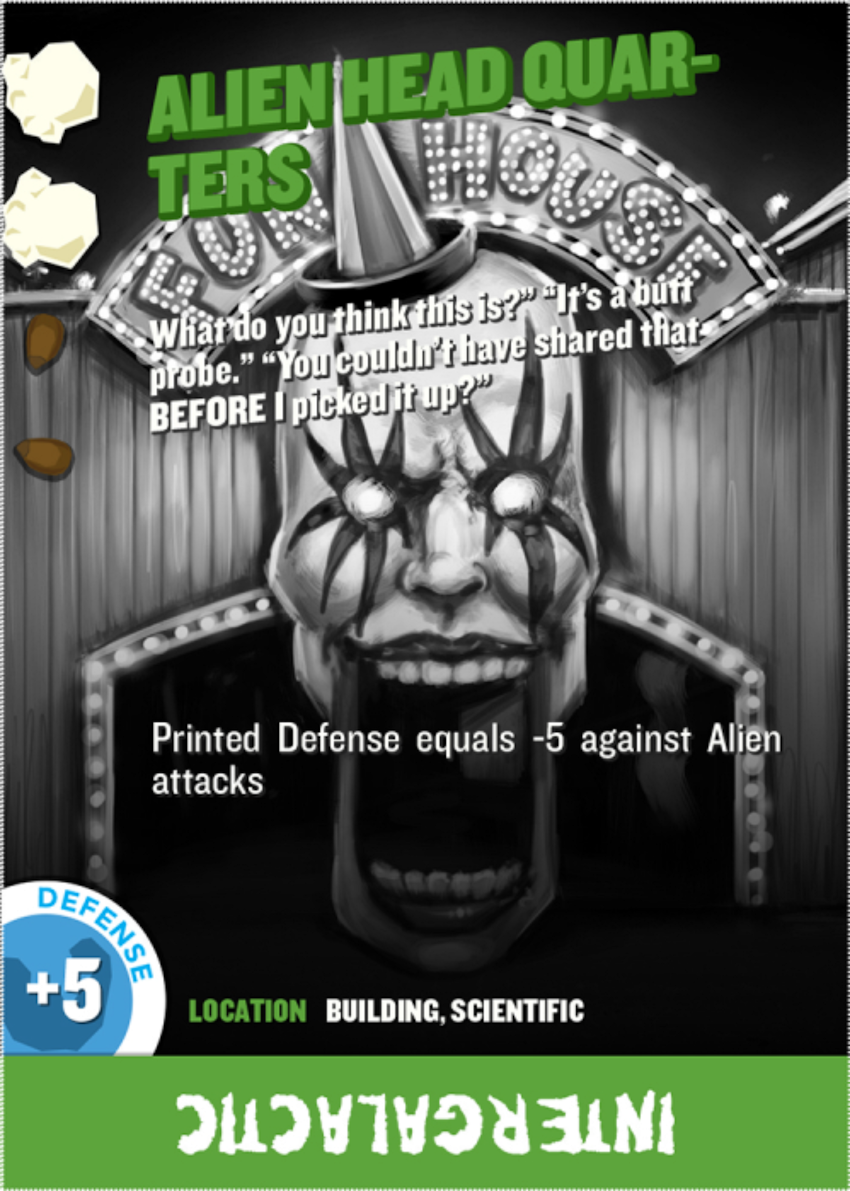 ALIEN HEAD QUAR-
TERS
FUN HOUSE
What do you think this is?” “It’s a butt
probe.” “You couldn’t have shared that
BEFORE I picked it up?”
Printed Defense equals -5 against Alien
attacks
DEFENSE
+5
LOCATION BUILDING, SCIENTIFIC
INTERGALACTIC